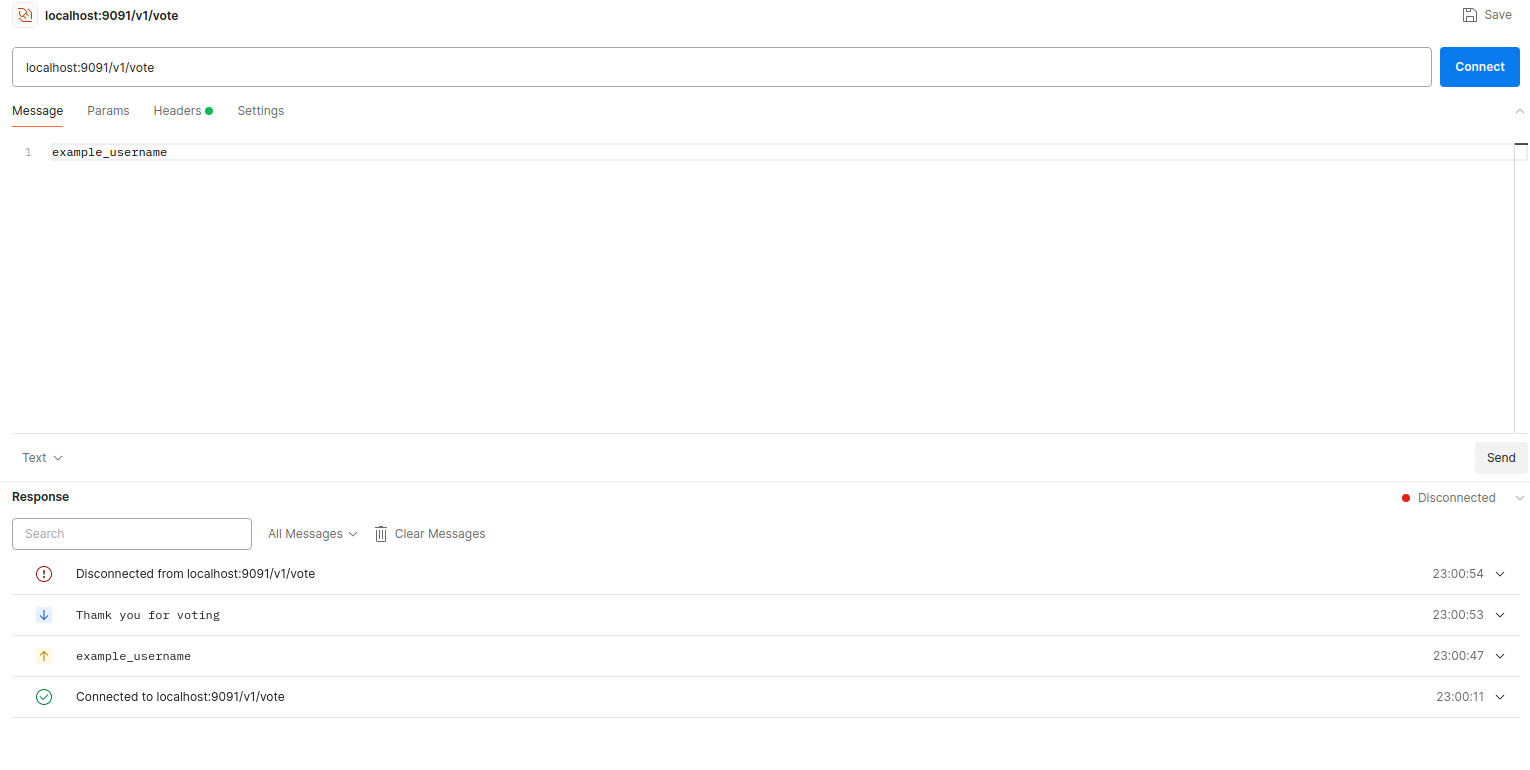 localhost:9091/v1/vote
Save
localhost:9091/v1/vote
Connect
Message Params Headers Settings
1 example_username
Text
Send
Response
Disconnected
Search
All Messages
Clear Messages
Disconnected from localhost:9091/v1/vote 23:00:54
Thamk you for voting 23:00:53
example_username 23:00:47
Connected to localhost:9091/v1/vote 23:00:11